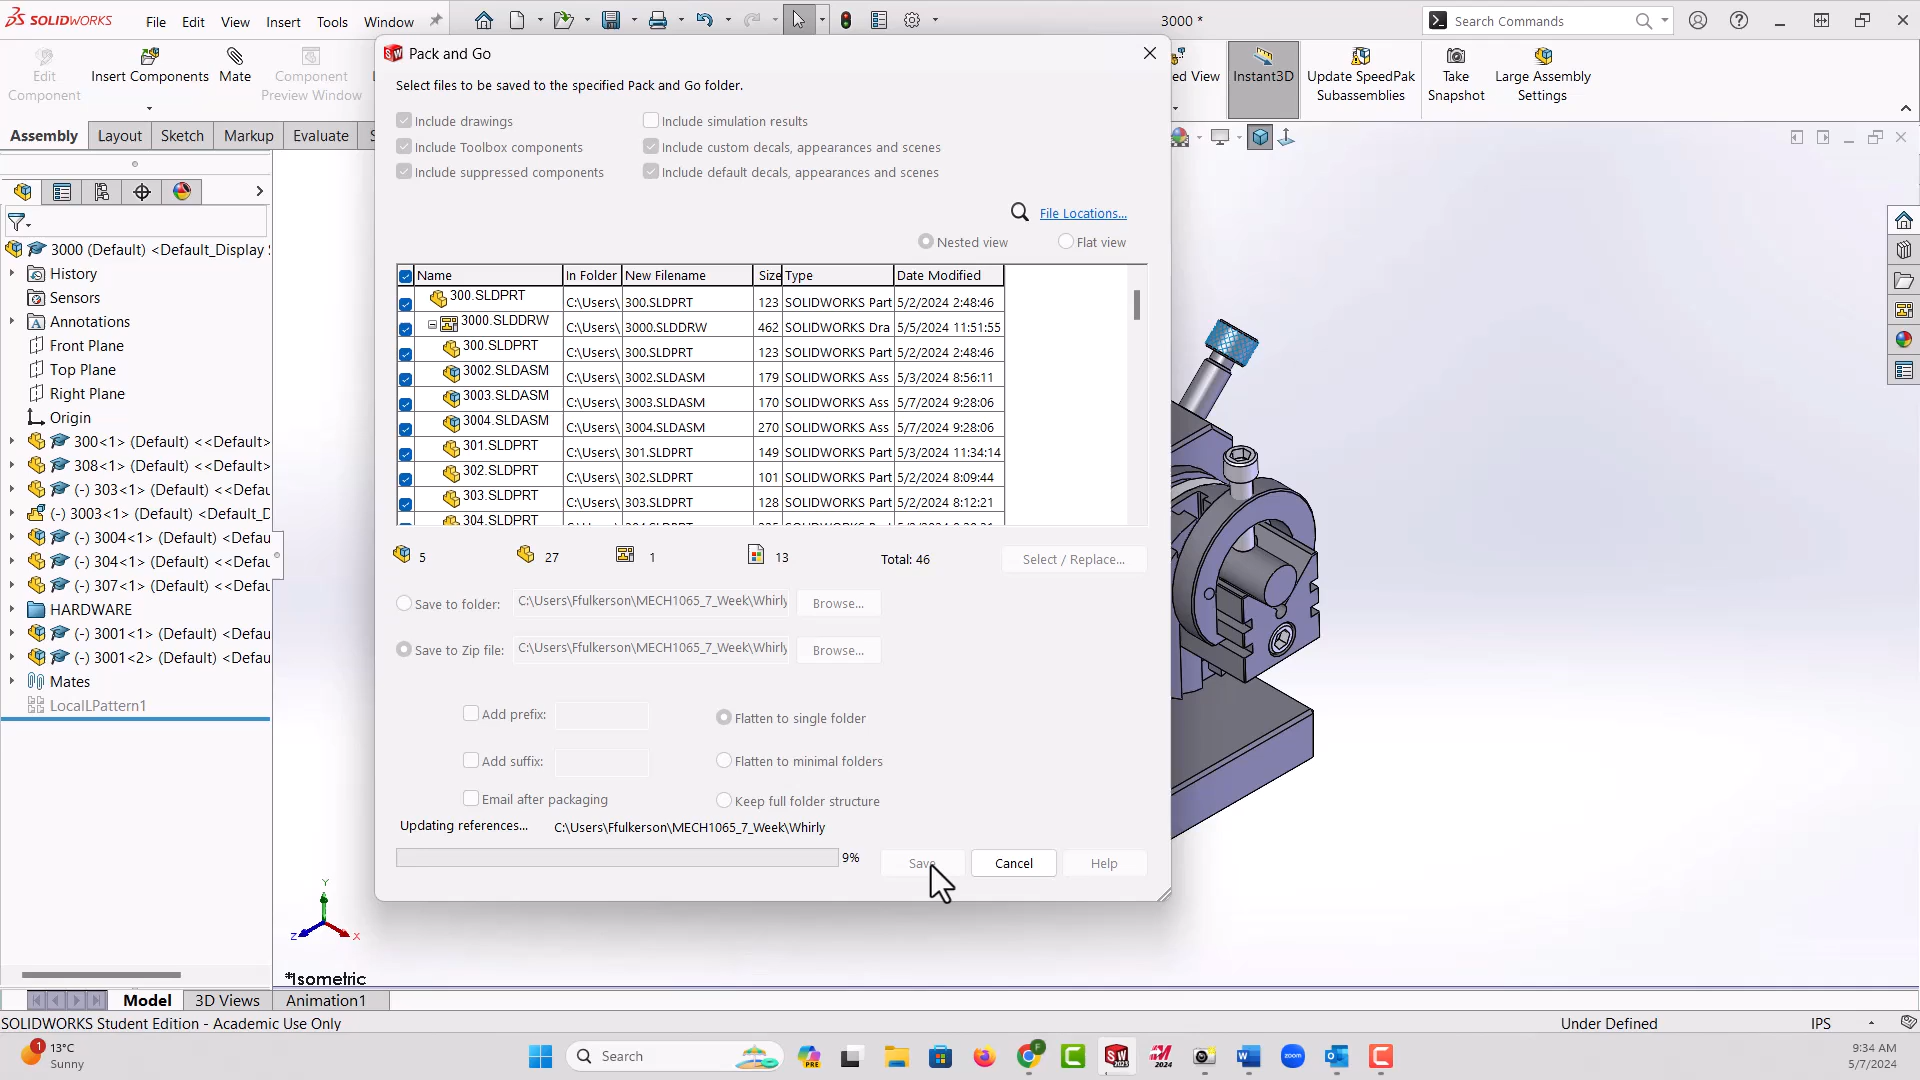 SOLIDWORKS File Edit View Insert Tools Window 3000 * Search Commands
Edit Component
Insert Components
Mate
Component Preview Window
ed View
Instant3D
Update SpeedPak Subassemblies
Take Snapshot
Large Assembly Settings
Assembly Layout Sketch Markup Evaluate S
3000 (Default) <Default_Display
History
Sensors
Annotations
Front Plane
Top Plane
Right Plane
Origin
300<1> (Default) <<Default>
308<1> (Default) <<Default>
(-) 303<1> (Default) <Defau
(-) 3003<1> (Default) <Default_D
(-) 3004<1> (Default) <Defau
(-) 304<1> (Default) <Defau
(-) 307<1> (Default) <Defau
HARDWARE
(-) 3001<1> (Default) <Defau
(-) 3001<2> (Default) <Defau
Mates
LocalLPattern1
Pack and Go
Select files to be saved to the specified Pack and Go folder.
Include drawings Include simulation results
Include Toolbox components Include custom decals, appearances and scenes
Include suppressed components Include default decals, appearances and scenes
File Locations...
Nested view Flat view
Name In Folder New Filename Size Type Date Modified
300.SLDPRT C:\Users\ 300.SLDPRT 123 SOLIDWORKS Part 5/2/2024 2:48:46
3000.SLDDRW C:\Users\ 3000.SLDDRW 462 SOLIDWORKS Dra 5/5/2024 11:51:55
300.SLDPRT C:\Users\ 300.SLDPRT 123 SOLIDWORKS Part 5/2/2024 2:48:46
3002.SLDASM C:\Users\ 3002.SLDASM 179 SOLIDWORKS Ass 5/3/2024 8:56:11
3003.SLDASM C:\Users\ 3003.SLDASM 170 SOLIDWORKS Ass 5/7/2024 9:28:06
3004.SLDASM C:\Users\ 3004.SLDASM 270 SOLIDWORKS Ass 5/7/2024 9:28:06
301.SLDPRT C:\Users\ 301.SLDPRT 149 SOLIDWORKS Part 5/3/2024 11:34:14
302.SLDPRT C:\Users\ 302.SLDPRT 101 SOLIDWORKS Part 5/2/2024 8:09:44
303.SLDPRT C:\Users\ 303.SLDPRT 128 SOLIDWORKS Part 5/2/2024 8:12:21
304.SLDPRT
5 27 1 13 Total: 46 Select / Replace...
Save to folder: C:\Users\Ffulkerson\MECH1065_7_Week\Whirly Browse...
Save to Zip file: C:\Users\Ffulkerson\MECH1065_7_Week\Whirly Browse...
Add prefix: Flatten to single folder
Add suffix: Flatten to minimal folders
Email after packaging Keep full folder structure
Updating references... C:\Users\Ffulkerson\MECH1065_7_Week\Whirly
9% Save Cancel Help
Y
Z X
*Isometric
Model 3D Views Animation1
SOLIDWORKS Student Edition - Academic Use Only Under Defined IPS
1 13°C
Sunny
Search
PRE
2024
zoom
9:34 AM
5/7/2024